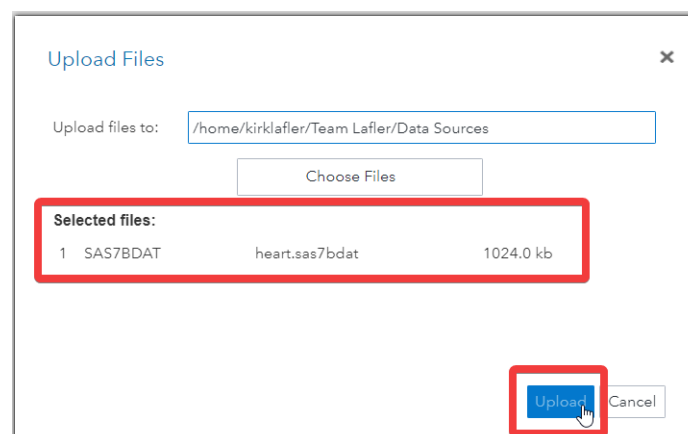 Upload Files
Upload files to: /home/kirklafler/Team Lafler/Data Sources
Choose Files
Selected files:
1 SAS7BDAT heart.sas7bdat 1024.0 kb
Upload Cancel